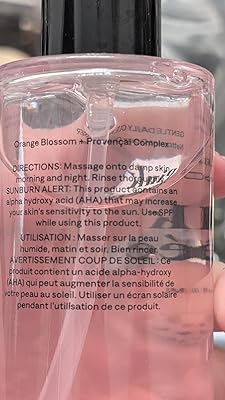 Orange Blossom + Provençal Complex
DIRECTIONS: Massage onto damp skin
morning and night. Rinse thoroughly.
SUNBURN ALERT: This product contains an
alpha hydroxy acid (AHA) that may increase
your skin's sensitivity to the sun. Use SPF
while using this product.
UTILISATION : Masser sur la peau
humide, matin et soir. Bien rincer.
AVERTISSEMENT COUP DE SOLEIL : Ce
produit contient un acide alpha-hydroxy
(AHA) qui peut augmenter la sensibilité de
votre peau au soleil. Utiliser un écran solaire
pendant l'utilisation de ce produit.
GENTLE DAILY